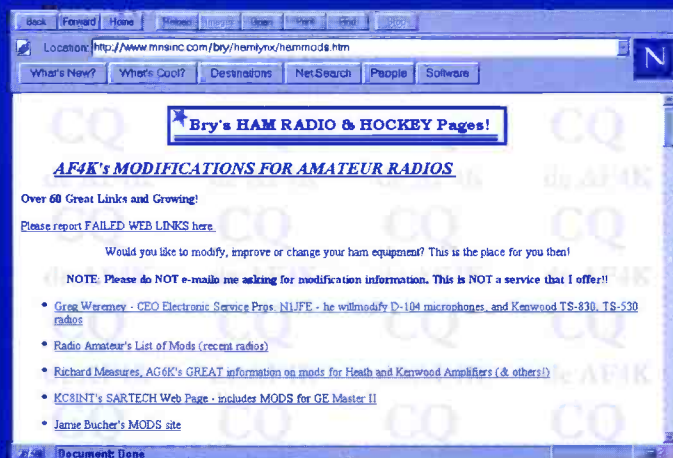 Back Forward Home Reload Images Open Print Find Stop
Location: http://www.mnsinc.com/bry/hamlynx/hammods.htm
N
What's New? What's Cool? Destinations Net Search People Software
Bry's HAM RADIO & HOCKEY Pages!
AF4K's MODIFICATIONS FOR AMATEUR RADIOS
Over 60 Great Links and Growing!
Please report FAILED WEB LINKS here
Would you like to modify, improve or change your ham equipment? This is the place for you then!
NOTE: Please do NOT e-mailo me asking for modification information. This is NOT a service that I offer!!
• Greg Weremey - CEO Electronic Service Pros. N1JFE - he willmodify D-104 microphones, and Kenwood TS-830, TS-530
radios
• Radio Amateur's List of Mods (recent radios)
• Richard Measures, AG6K's GREAT information on mods for Heath and Kenwood Amplifiers (& others!)
• KC8INT's SARTECH Web Page - includes MODS for GE Master II
• Jamie Bucher's MODS site
CQ CQ CQ CQ
de AF4K
Document: Done